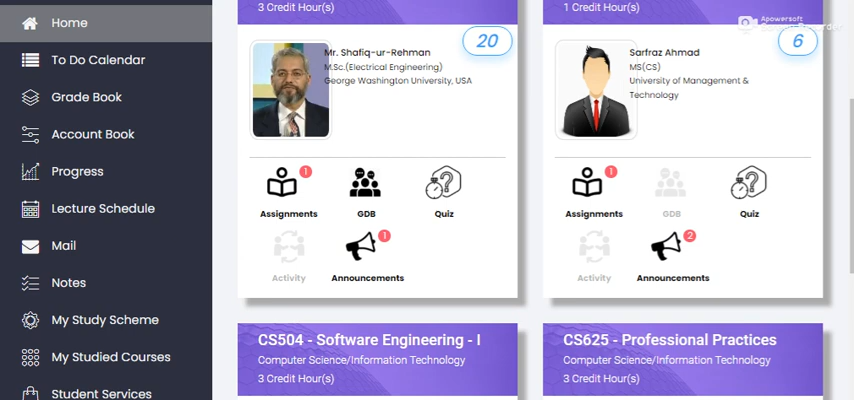 Home
To Do Calendar
Grade Book
Account Book
Progress
Lecture Schedule
Mail
Notes
My Study Scheme
My Studied Courses
Student Services
3 Credit Hour(s)
20
Mr. Shafiq-ur-Rehman
M.Sc.(Electrical Engineering)
George Washington University, USA
1
Assignments
GDB
Quiz
1
Activity
Announcements
1 Credit Hour(s)
Apowersoft
Screen Recorder
6
Sarfraz Ahmad
MS(CS)
University of Management &
Technology
1
Assignments
GDB
Quiz
2
Activity
Announcements
CS504 - Software Engineering - I
Computer Science/Information Technology
3 Credit Hour(s)
CS625 - Professional Practices
Computer Science/Information Technology
3 Credit Hour(s)